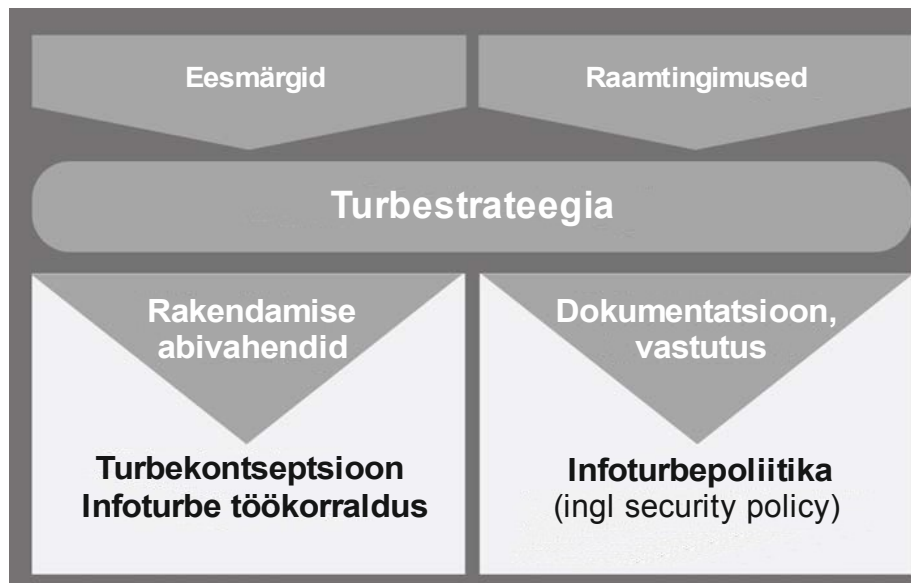 Eesmärgid
Raamtingimused
Turbestrateegia
Rakendamise
abivahendid
Dokumentatsioon,
vastutus
Turbekontseptsioon
Infoturbe töökorraldus
Infoturbepoliitika
(ingl security policy)